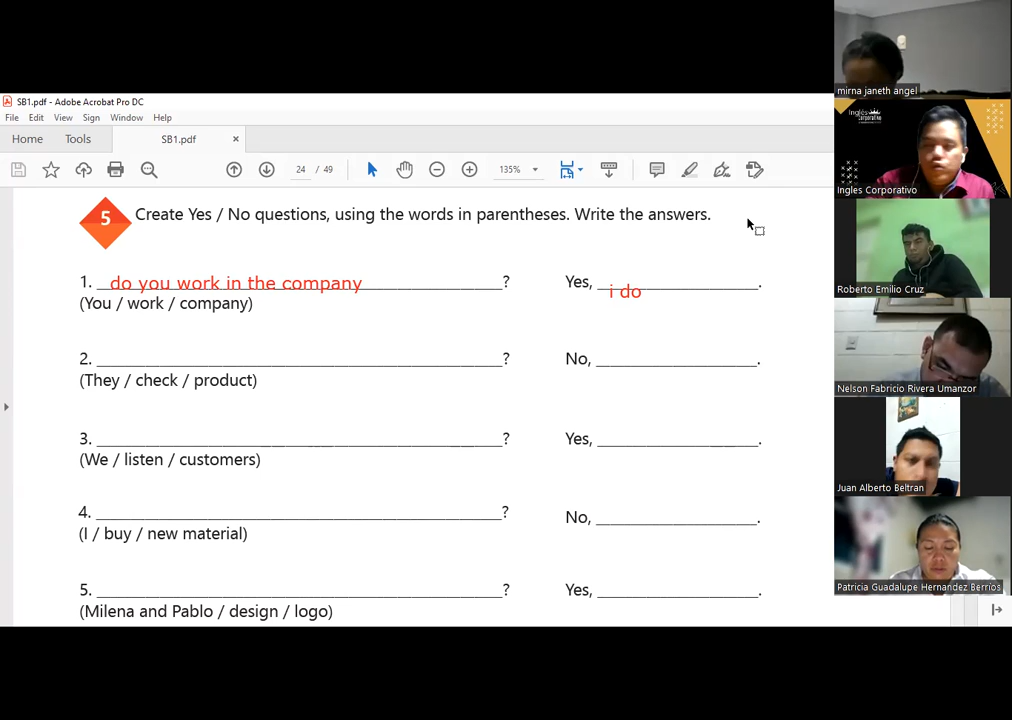 SB1.pdf - Adobe Acrobat Pro DC
File Edit View Sign Window Help
Home Tools SB1.pdf ×
24 / 49 135%
5 Create Yes / No questions, using the words in parentheses. Write the answers.
1. do you work in the company ? Yes, i do .
(You / work / company)
2. ? No, .
(They / check / product)
3. ? Yes, .
(We / listen / customers)
4. ? No, .
(I / buy / new material)
5. ? Yes, .
(Milena and Pablo / design / logo)
mirna janeth angel
Inglés
Corporativo
Ingles Corporativo
Roberto Emilio Cruz
Nelson Fabricio Rivera Umanzor
Juan Alberto Beltran
Patricia Guadalupe Hernandez Berríos